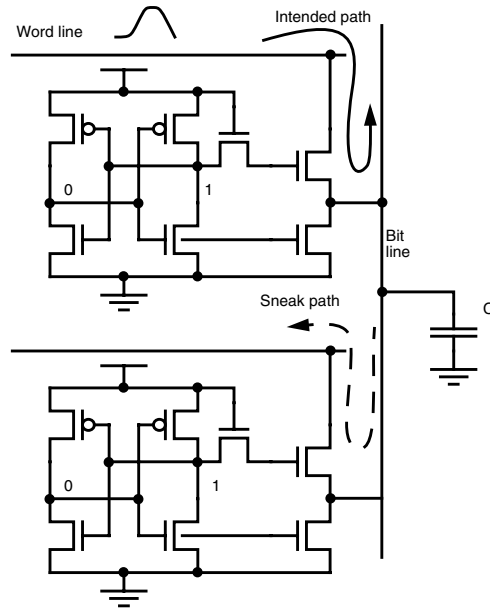 Word line
Intended path
0
1
Bit
line
C
Sneak path
0
1